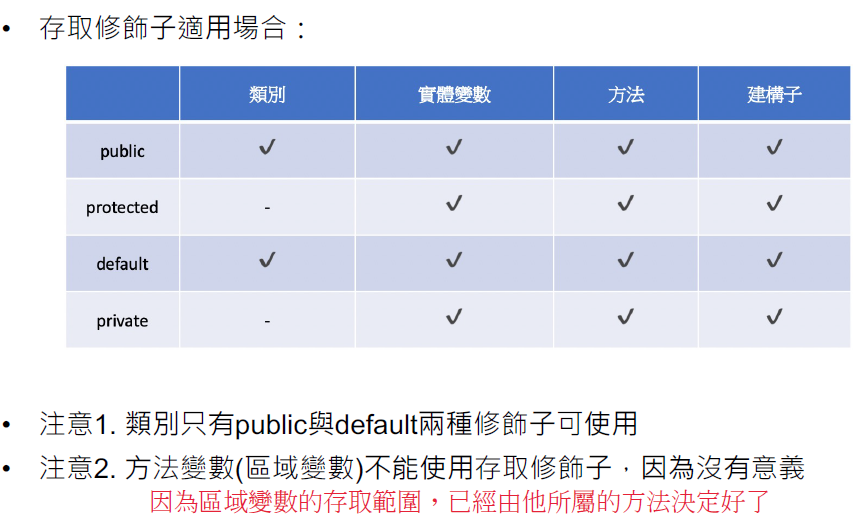 • 存取修飾子適用場合：
類別 實體變數 方法 建構子
public ✓ ✓ ✓ ✓
protected - ✓ ✓ ✓
default ✓ ✓ ✓ ✓
private - ✓ ✓ ✓
• 注意1. 類別只有public與default兩種修飾子可使用
• 注意2. 方法變數(區域變數)不能使用存取修飾子，因為沒有意義
因為區域變數的存取範圍，已經由他所屬的方法決定好了